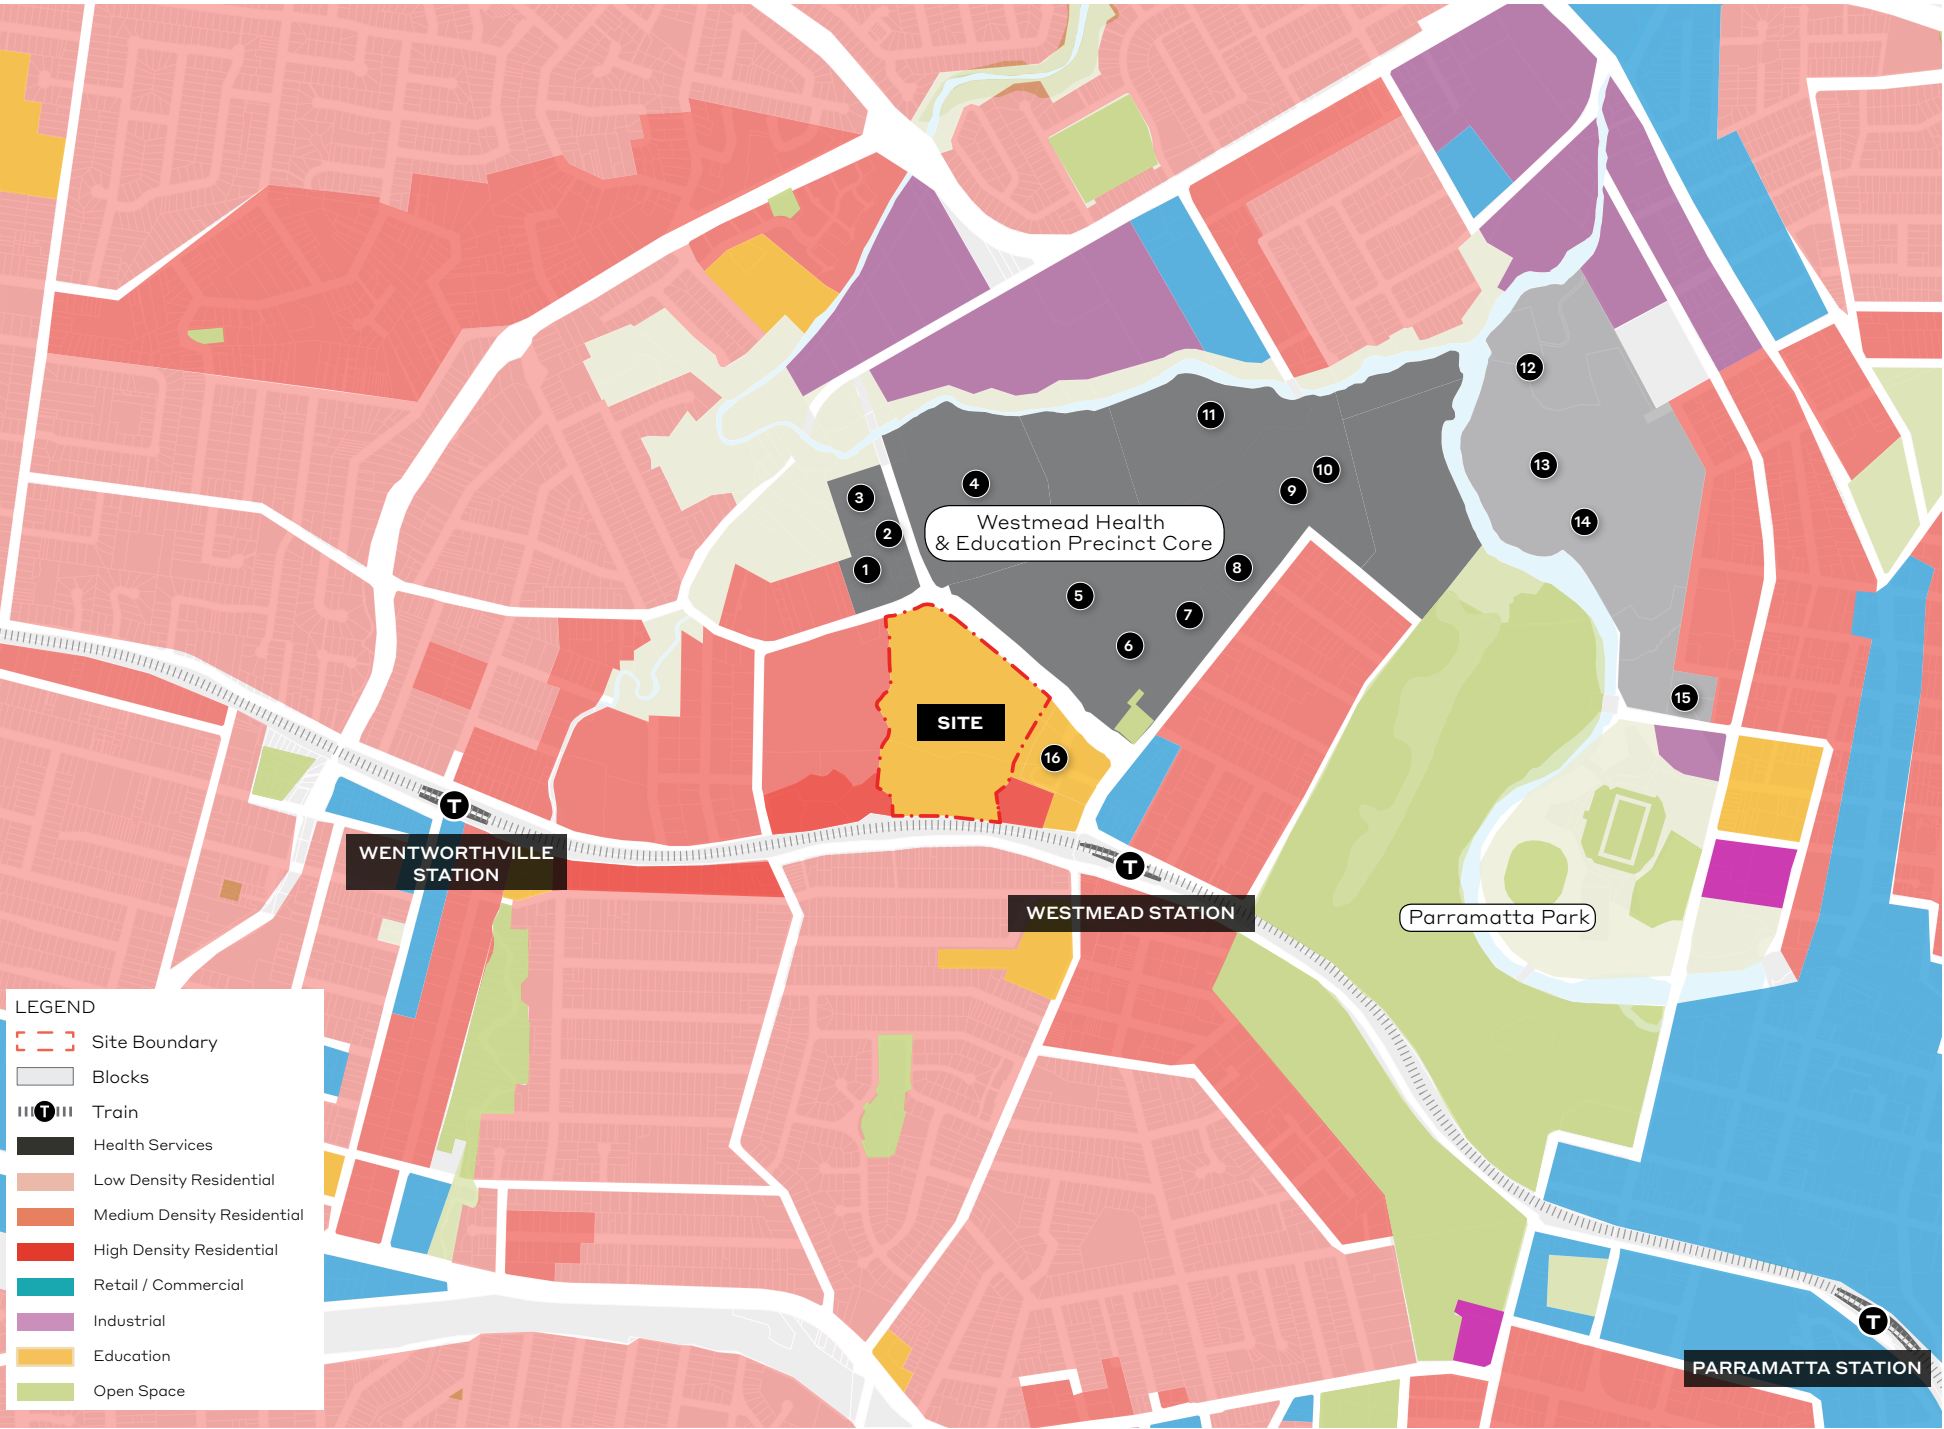 12
11
13
10
3
4
9
14
Westmead Health
& Education Precinct Core
2
1
8
5
7
6
15
SITE
16
T
WENTWORTHVILLE
STATION
T
WESTMEAD STATION
Parramatta Park
LEGEND
Site Boundary
Blocks
T
Train
Health Services
Low Density Residential
Medium Density Residential
High Density Residential
Retail / Commercial
Industrial
Education
Open Space
T
PARRAMATTA STATION